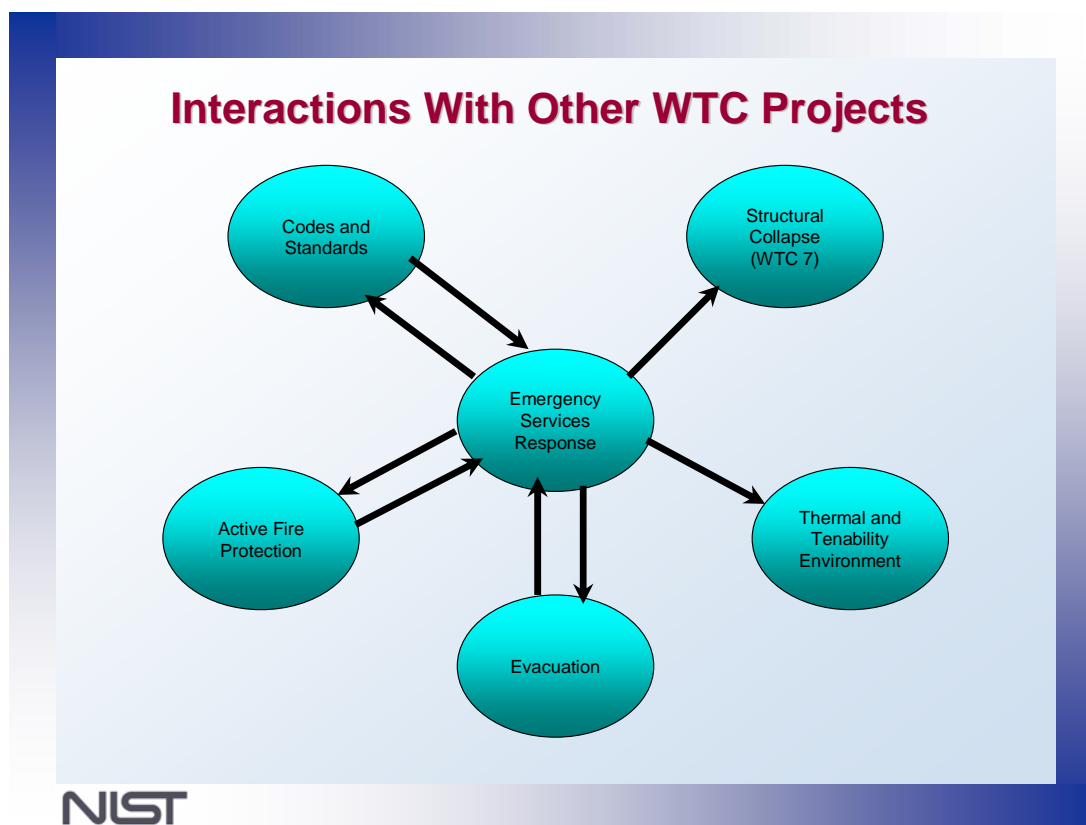 Interactions With Other WTC Projects
Codes and
Standards
Structural
Collapse
(WTC 7)
Emergency
Services
Response
Active Fire
Protection
Thermal and
Tenability
Environment
Evacuation
NIST